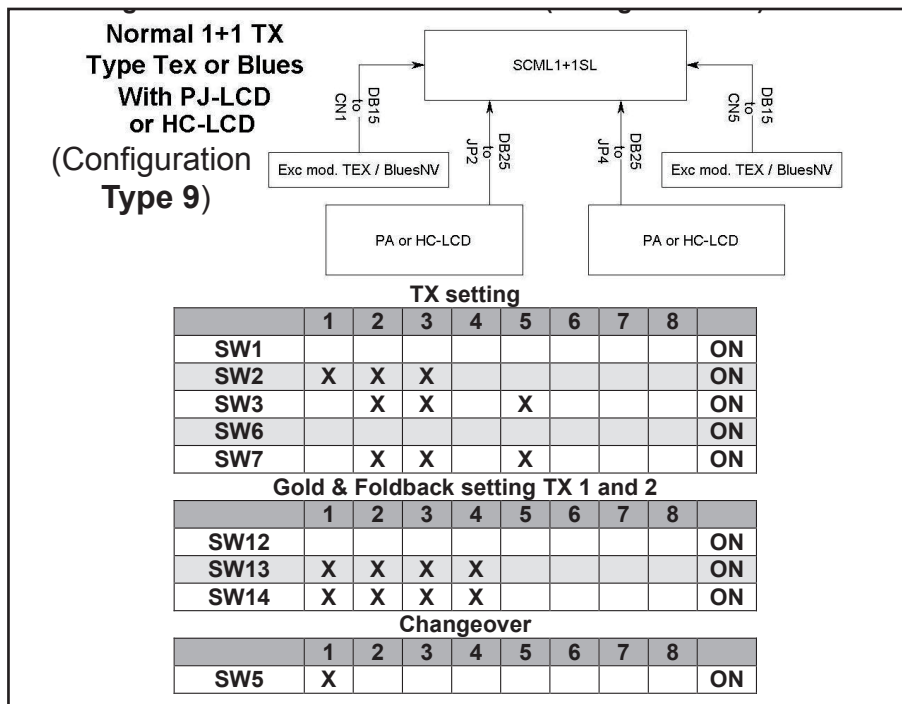 Normal 1+1 TX
Type Tex or Blues
With PJ-LCD
or HC-LCD
(Configuration
Type 9)
SCML1+1SL
DB15
to
CN1
DB25
to
JP2
DB25
to
JP4
DB15
to
CN5
Exc mod. TEX / BluesNV
Exc mod. TEX / BluesNV
PA or HC-LCD
PA or HC-LCD
TX setting
1 2 3 4 5 6 7 8
SW1 ON
SW2 X X X ON
SW3 X X X ON
SW6 ON
SW7 X X X ON
Gold & Foldback setting TX 1 and 2
1 2 3 4 5 6 7 8
SW12 ON
SW13 X X X X ON
SW14 X X X X ON
Changeover
1 2 3 4 5 6 7 8
SW5 X ON